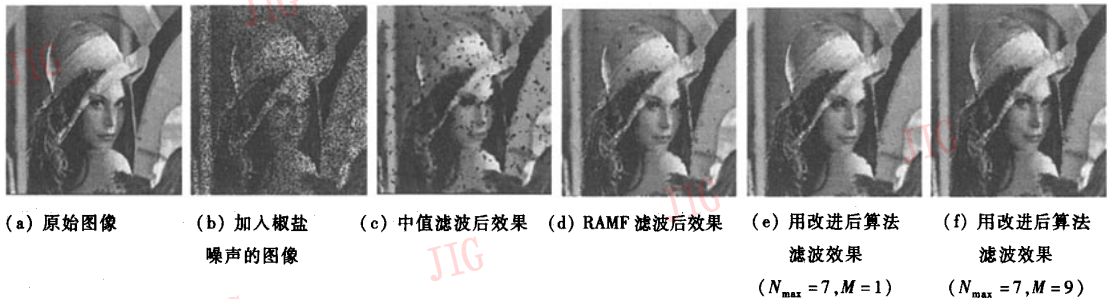 (a) 原始图像
(b) 加入椒盐
噪声的图像
(c) 中值滤波后效果
(d) RAMF 滤波后效果
(e) 用改进后算法
滤波效果
(N_max = 7, M = 1)
(f) 用改进后算法
滤波效果
(N_max = 7, M = 9)
JIG
JIG
JIG
JIG
JIG